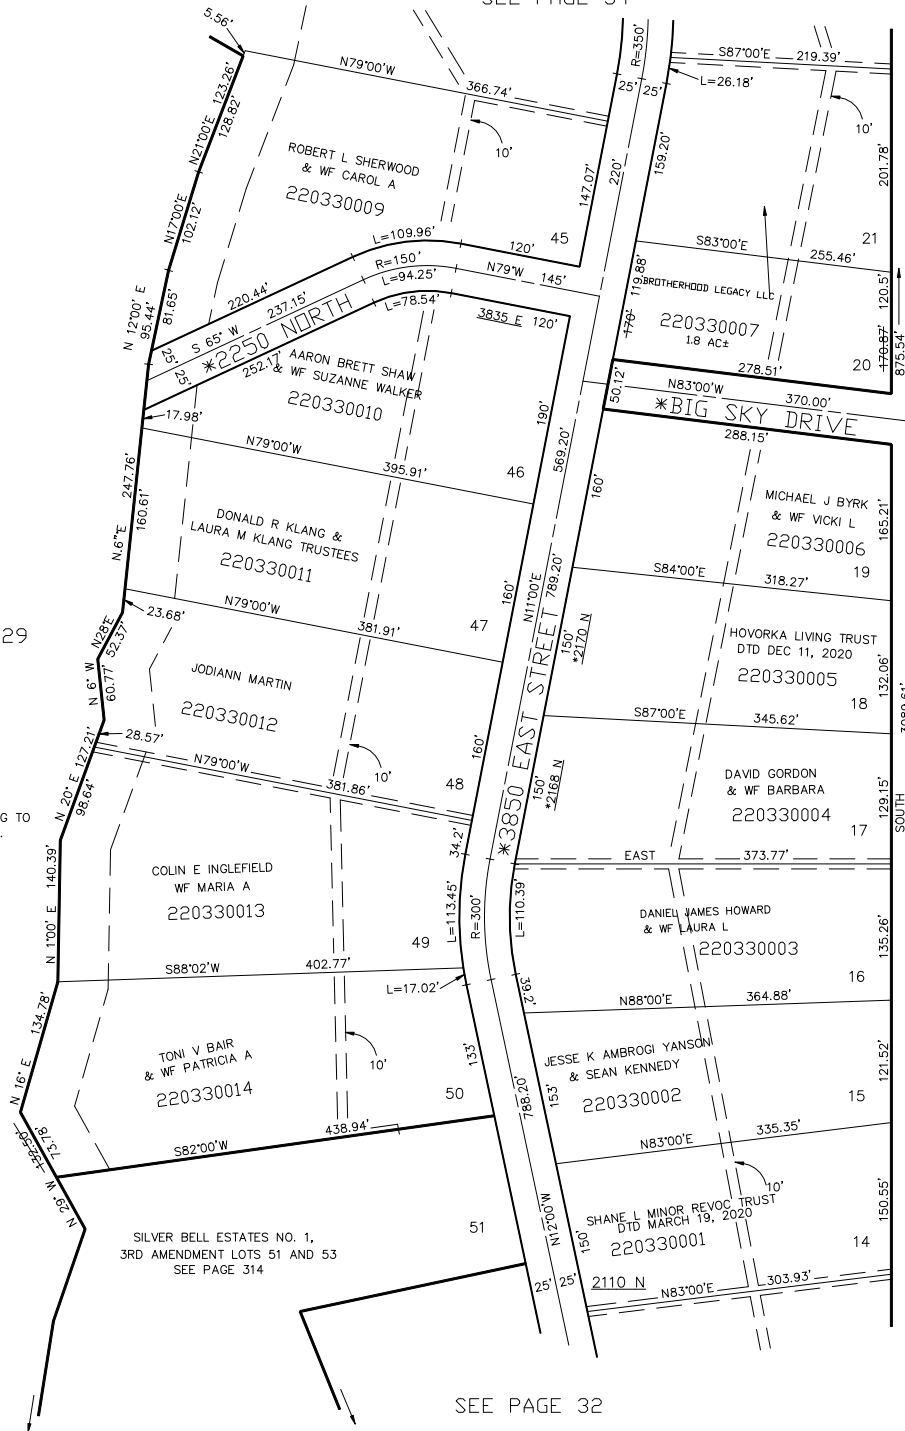 5.56'
N79°00'W
366.74'
R=350'
25' 25'
S87°00'E 219.39'
L=26.18'
123.26'
N21°00'E
128.82'
10'
10'
ROBERT L SHERWOOD
& WF CAROL A
220330009
147.07'
220'
159.20'
201.78'
N17°00'E
102.12'
L=109.96'
120'
45
S83°00'E
255.46'
21
R=150'
L=94.25'
N79°W 145'
119.88'
BROTHERHOOD LEGACY LLC
220330007
1.8 AC±
120.5'
N 12°00' E
95.44'
81.65'
220.44'
237.15'
S 65° W
*2250 NORTH
L=78.54'
3835 E 120'
170'
20
170.87'
875.54'
278.51'
25' 25'
252.17'
AARON BRETT SHAW
& WF SUZANNE WALKER
220330010
50.12'
N83°00'W
370.00'
*BIG SKY DRIVE
288.15'
17.98'
190'
569.20'
N79°00'W
395.91'
46
160'
247.76'
160.61'
N.6°'E
DONALD R KLANG &
LAURA M KLANG TRUSTEES
220330011
MICHAEL J BYRK
& WF VICKI L
220330006
165.21'
19
S84°00'E
318.27'
N79°00'W
381.91'
47
160'
N11°00'E
789.20'
23.68'
29
N28°E
52.37'
150'
*2170 N
HOVORKA LIVING TRUST
DTD DEC 11, 2020
220330005
132.06'
18
JODIANN MARTIN
220330012
N 6° W
60.77'
S87°00'E
345.62'
28.57'
N 20° E 127.21'
98.64'
N79°00'W
381.86'
10'
48
160'
*3850 EAST STREET
150'
*2168 N
DAVID GORDON
& WF BARBARA
220330004
129.15'
17
SOUTH
G TO
34.2'
EAST 373.77'
N 1°00' E 140.39'
COLIN E INGLEFIELD
WF MARIA A
220330013
L=113.45'
R=300'
L=110.39'
DANIEL JAMES HOWARD
& WF LAURA L
220330003
135.26'
49
16
S88°02'W
402.77'
L=17.02'
39.2'
N88°00'E
364.88'
N 16° E 134.78'
TONI V BAIR
& WF PATRICIA A
220330014
10'
133'
788.20'
153'
JESSE K AMBROGI YANSON
& SEAN KENNEDY
220330002
121.52'
50
15
132.56'
73.78'
N 29° W
S82°00'W
438.94'
N83°00'E
335.35'
10'
SILVER BELL ESTATES NO. 1,
3RD AMENDMENT LOTS 51 AND 53
SEE PAGE 314
51
N12°00'W
150'
SHANE L MINOR REVOC TRUST
DTD MARCH 19, 2020
220330001
150.55'
14
25' 25'
2110 N
N83°00'E
303.93'
SEE PAGE 32